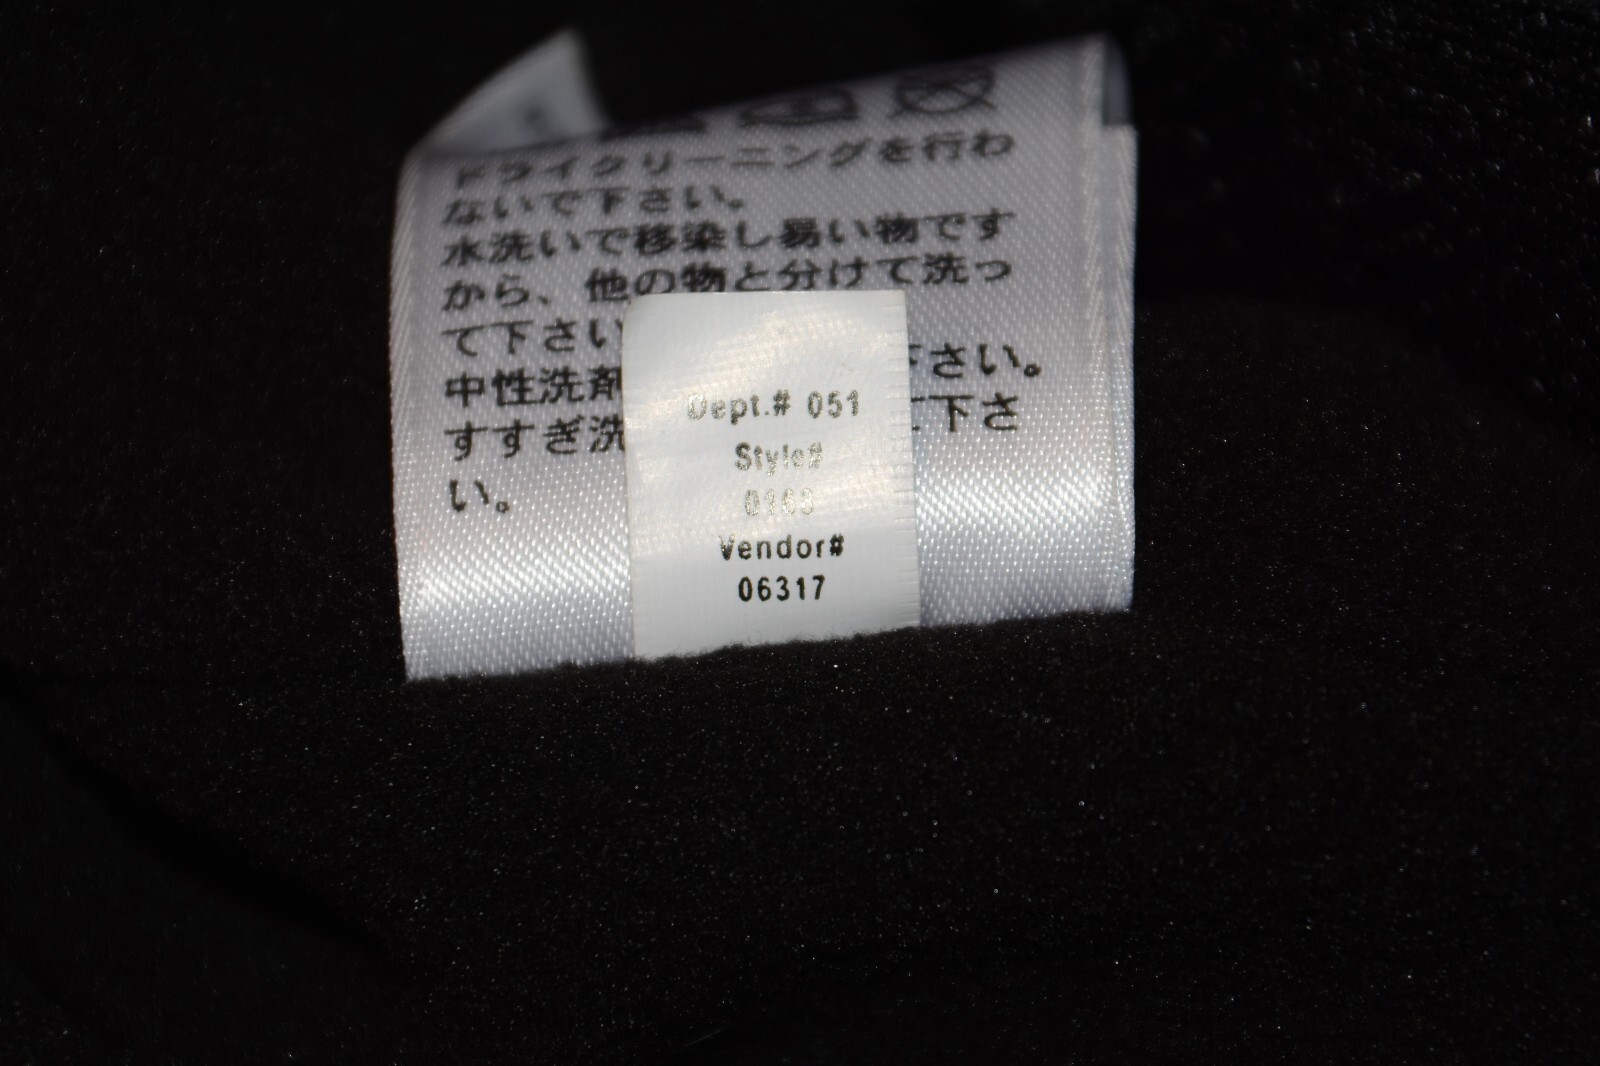 ドライクリーニングを行わ
ないで下さい。
水洗いで移染し易い物です
から、他の物と分けて洗っ
て下さい
中性洗剤 下さい。
すすぎ洗 て下さ
い。
Dept.# 051
Style#
0168
Vendor#
06317